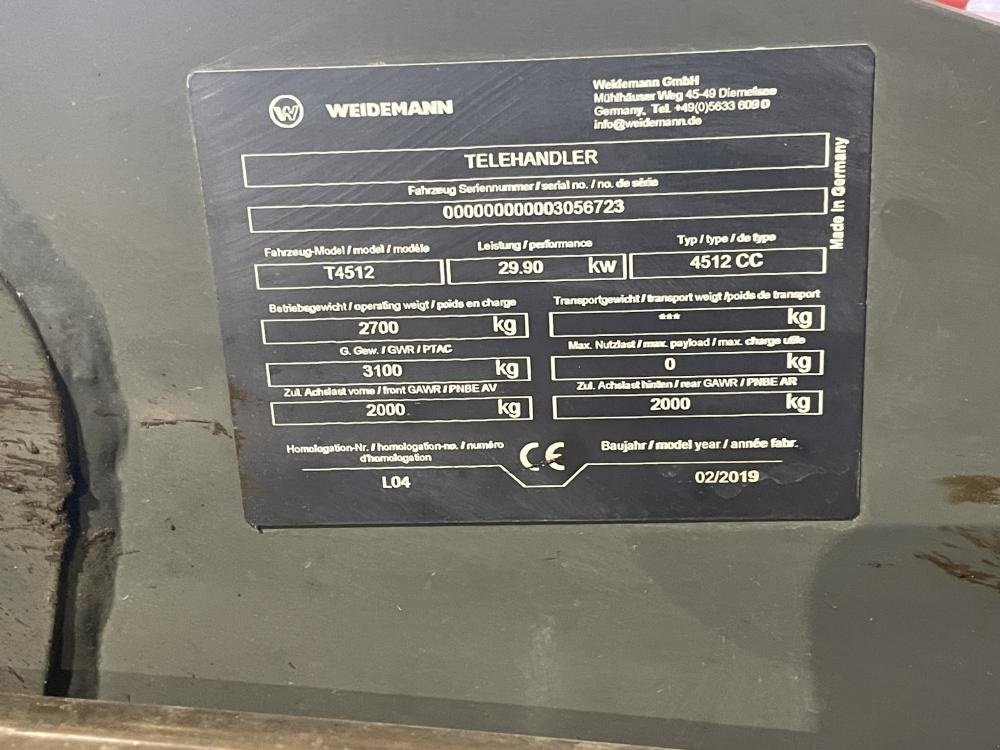 WEIDEMANN
Weidemann GmbH
Mühlhäuser Weg 45-49 Diemelsee
Germany, Tel. +49(0)5633 609 0
info@weidemann.de
TELEHANDLER
Made in Germany
Fahrzeug Seriennummer / serial no. / no. de série
000000000003056723
Fahrzeug-Model / model / modèle
Leistung / performance
Typ / type / de type
T4512
29.90 kw
4512 CC
Betriebsgewicht / operating weigt / poids en charge
Transportgewicht / transport weigt /poids de transport
2700 kg
*** kg
G. Gew. / GWR / PTAC
Max. Nutzlast / max. payload / max. charge utile
3100 kg
0 kg
Zul. Achslast vorne / front GAWR / PNBE AV
Zul. Achslast hinten / rear GAWR / PNBE AR
2000 kg
2000 kg
Homologation-Nr. / homologation-no. / numéro
d'homologation
CE
Baujahr / model year / année fabr.
L04
02/2019